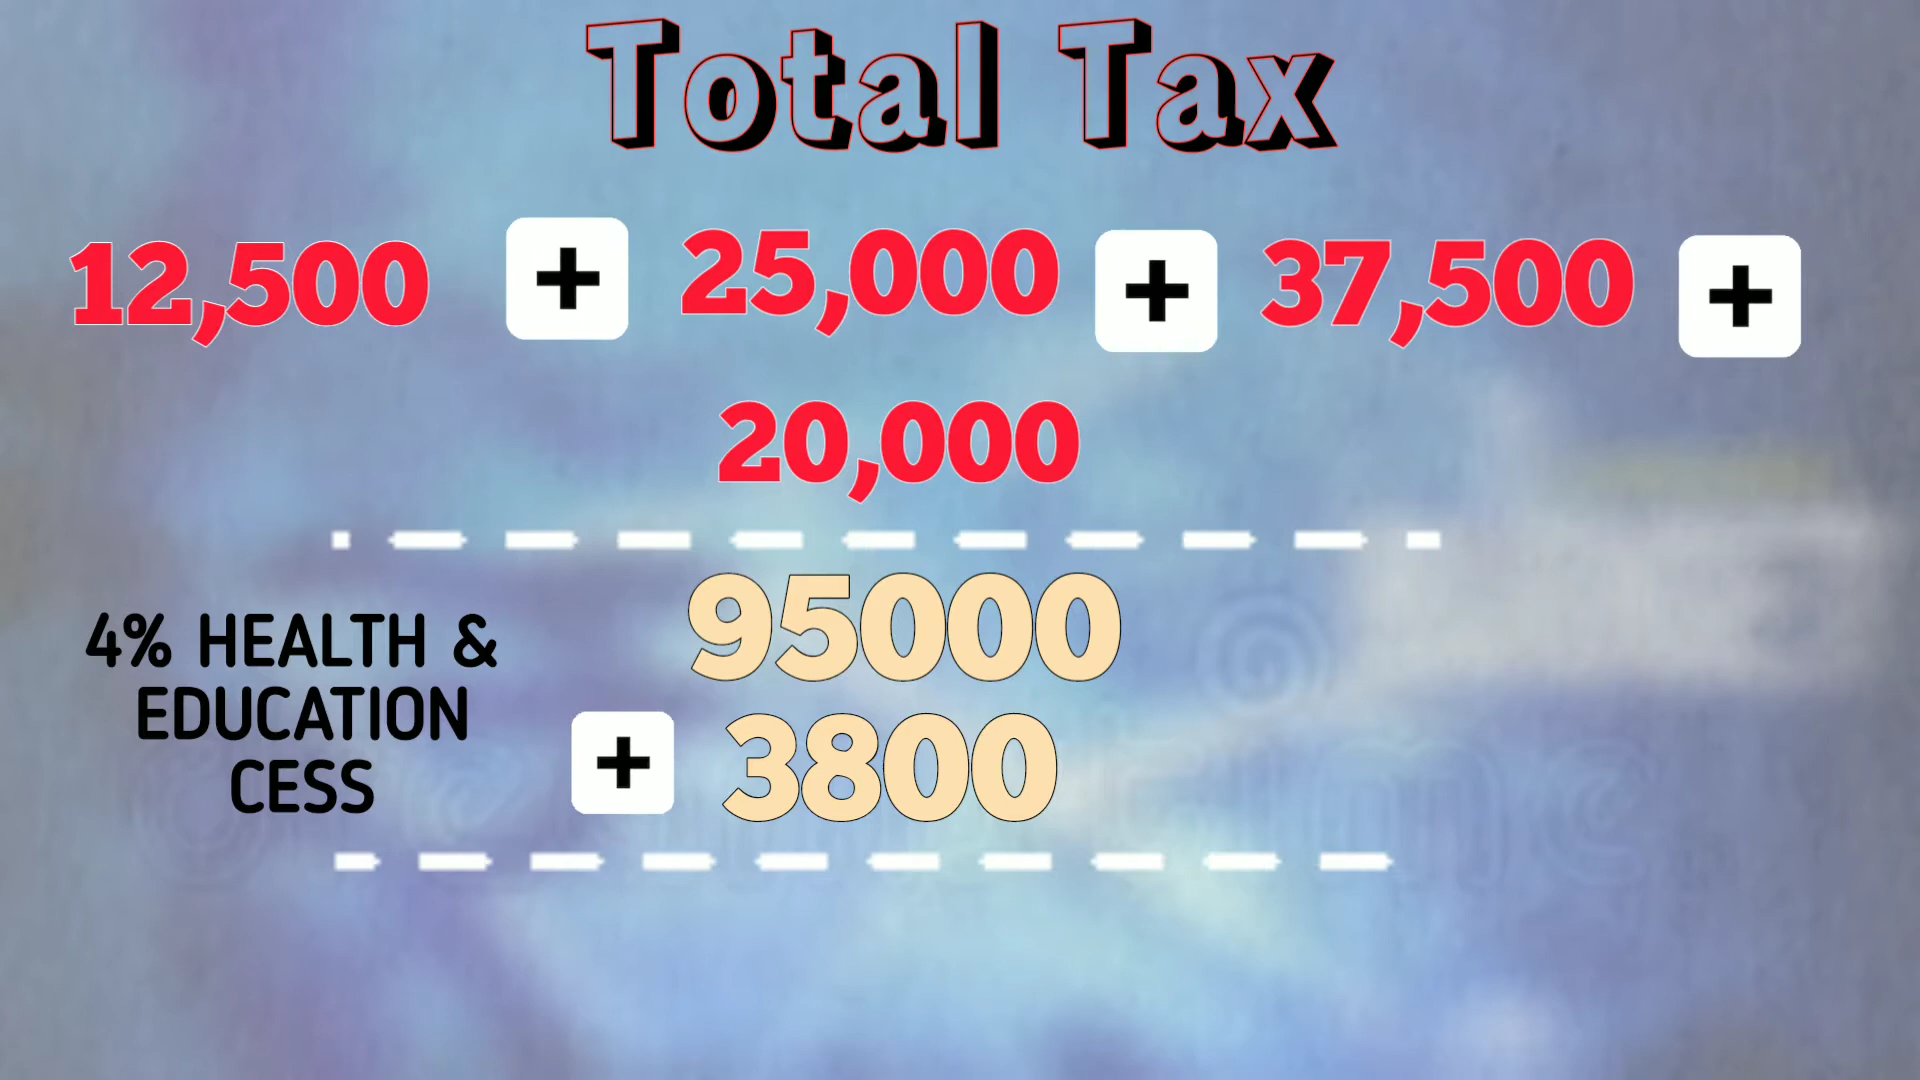 Total Tax
12,500 + 25,000 + 37,500 +
20,000
95000
4% HEALTH &
EDUCATION
CESS
+ 3800